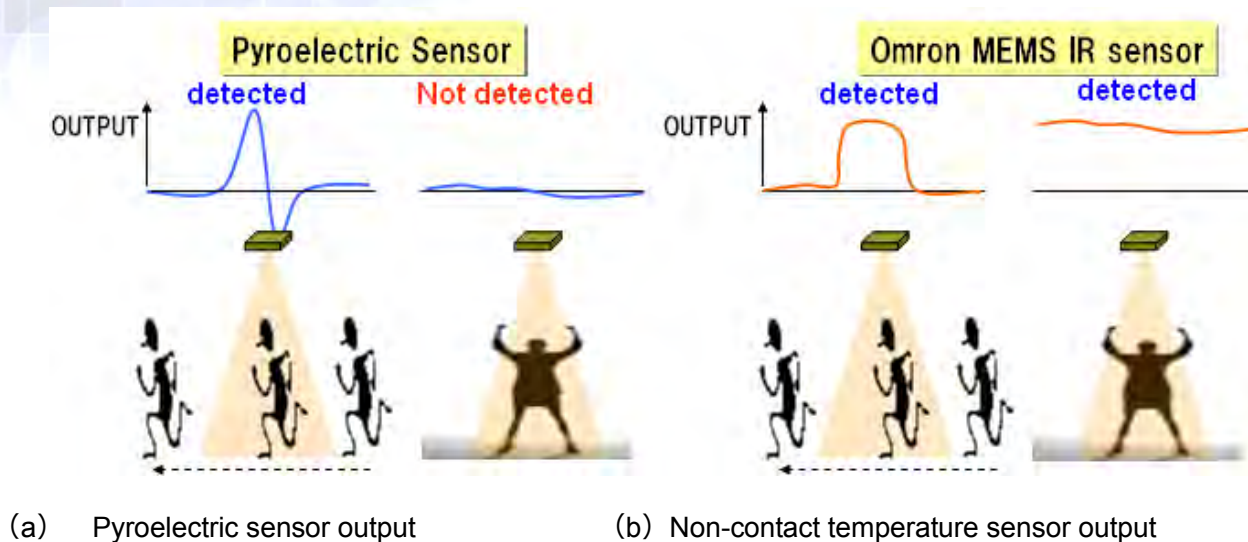 Pyroelectric Sensor
detected
Not detected
OUTPUT
Omron MEMS IR sensor
detected
detected
OUTPUT
(a) Pyroelectric sensor output
(b) Non-contact temperature sensor output